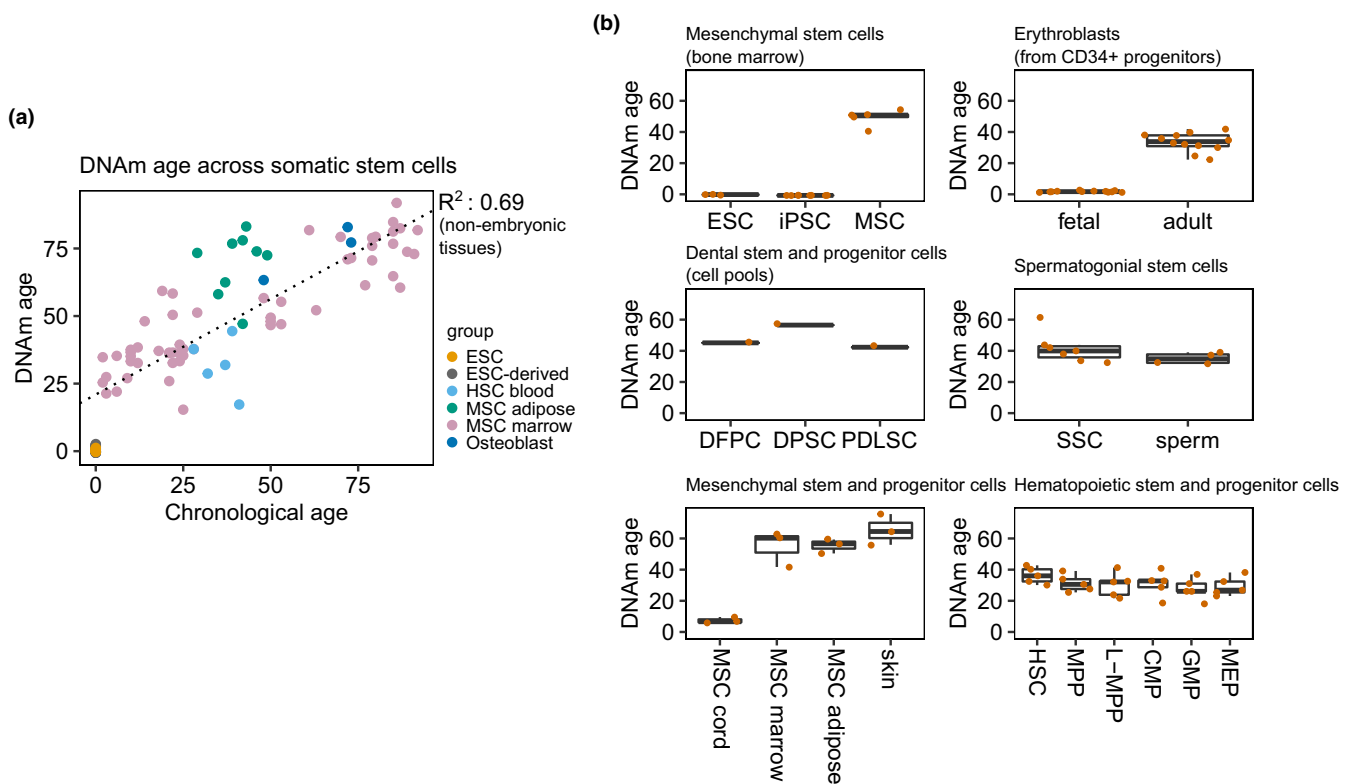 (a)
DNAm age across somatic stem cells
R²: 0.69
(non-embryonic
tissues)
DNAm age
75
50
25
0
0 25 50 75
Chronological age
group
ESC
ESC-derived
HSC blood
MSC adipose
MSC marrow
Osteoblast
(b)
Mesenchymal stem cells
(bone marrow)
DNAm age
60
40
20
0
ESC iPSC MSC
Erythroblasts
(from CD34+ progenitors)
DNAm age
60
40
20
0
fetal adult
Dental stem and progenitor cells
(cell pools)
DNAm age
60
40
20
0
DFPC DPSC PDLSC
Spermatogonial stem cells
DNAm age
60
40
20
0
SSC sperm
Mesenchymal stem and progenitor cells
DNAm age
60
40
20
0
MSC cord
MSC marrow
MSC adipose
skin
Hematopoietic stem and progenitor cells
DNAm age
60
40
20
0
HSC
MPP
L−MPP
CMP
GMP
MEP